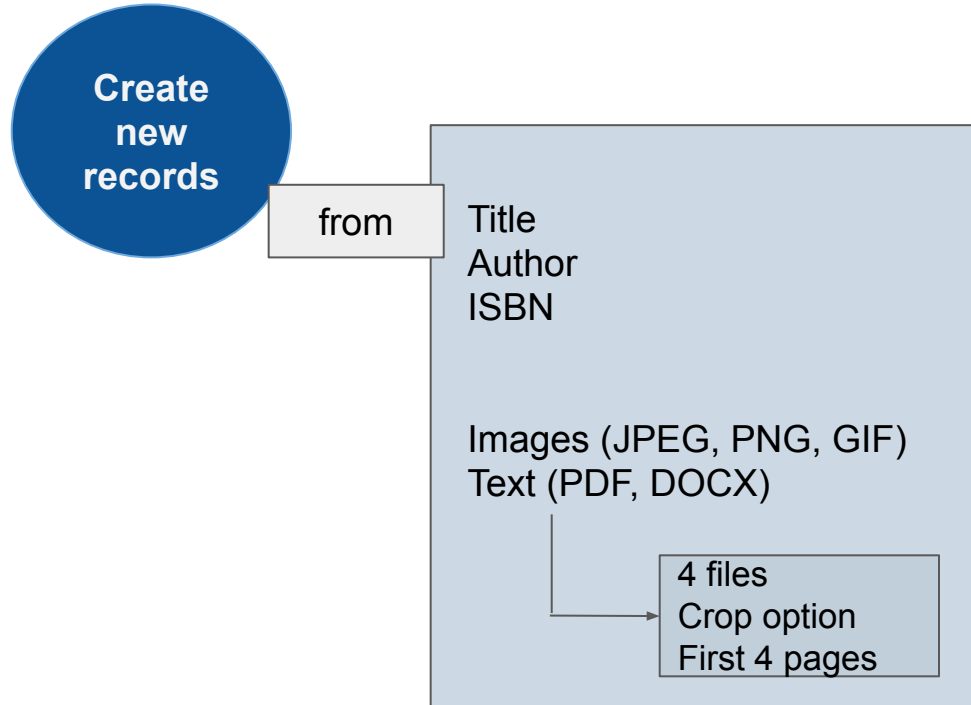 Create
new
records
from
Title
Author
ISBN
Images (JPEG, PNG, GIF)
Text (PDF, DOCX)
4 files
Crop option
First 4 pages